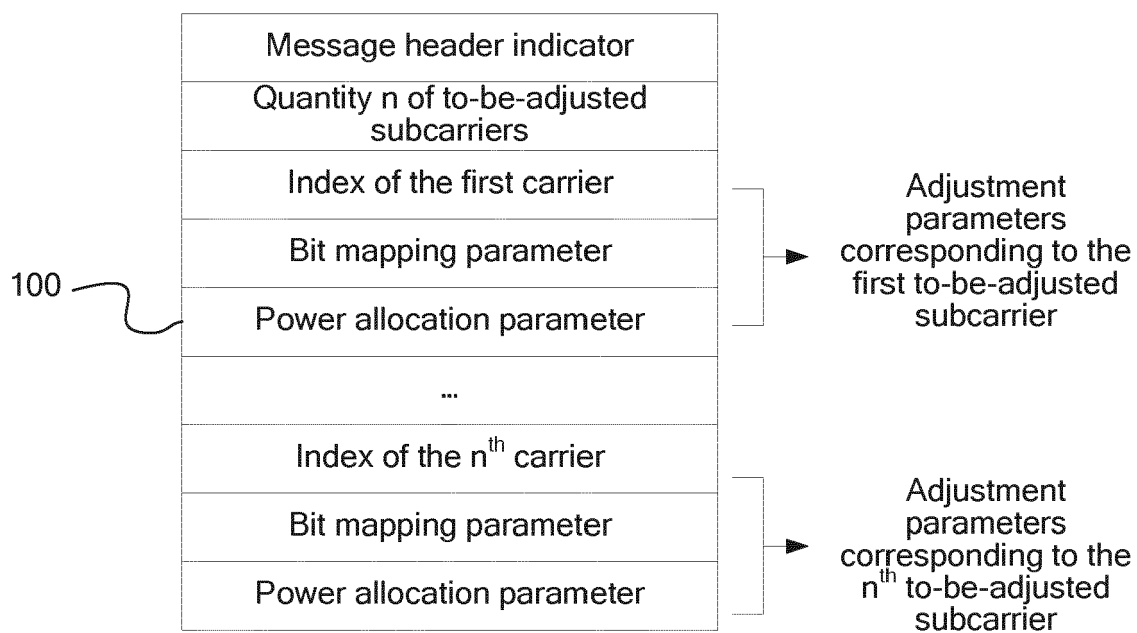 Message header indicator
Quantity n of to-be-adjusted
subcarriers
Index of the first carrier
Bit mapping parameter
Power allocation parameter
...
Index of the nth carrier
Bit mapping parameter
Power allocation parameter
100
Adjustment
parameters
corresponding to the
first to-be-adjusted
subcarrier
Adjustment
parameters
corresponding to the
nth to-be-adjusted
subcarrier